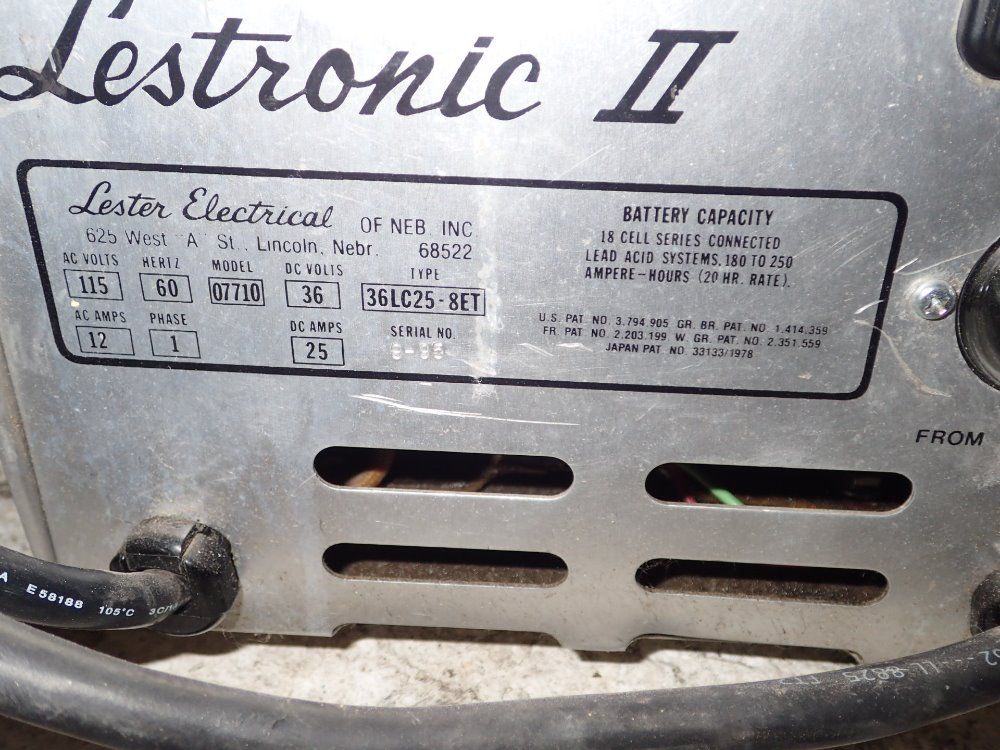 Lestronic II
Lester Electrical OF NEB. INC.
625 West "A" St., Lincoln, Nebr. 68522
AC VOLTS HERTZ MODEL DC VOLTS TYPE
115 60 07710 36 36LC25-8ET
AC AMPS PHASE DC AMPS SERIAL NO.
12 1 25
BATTERY CAPACITY
18 CELL SERIES CONNECTED
LEAD ACID SYSTEMS. 180 TO 250
AMPERE-HOURS (20 HR. RATE).
U.S. PAT. NO. 3.794.905 GR. BR. PAT. NO. 1.414.359
FR. PAT. NO. 2.203.199 W. GR. PAT. NO. 2.351.559
JAPAN PAT. NO. 33133/1978
FROM
E58188 105°C